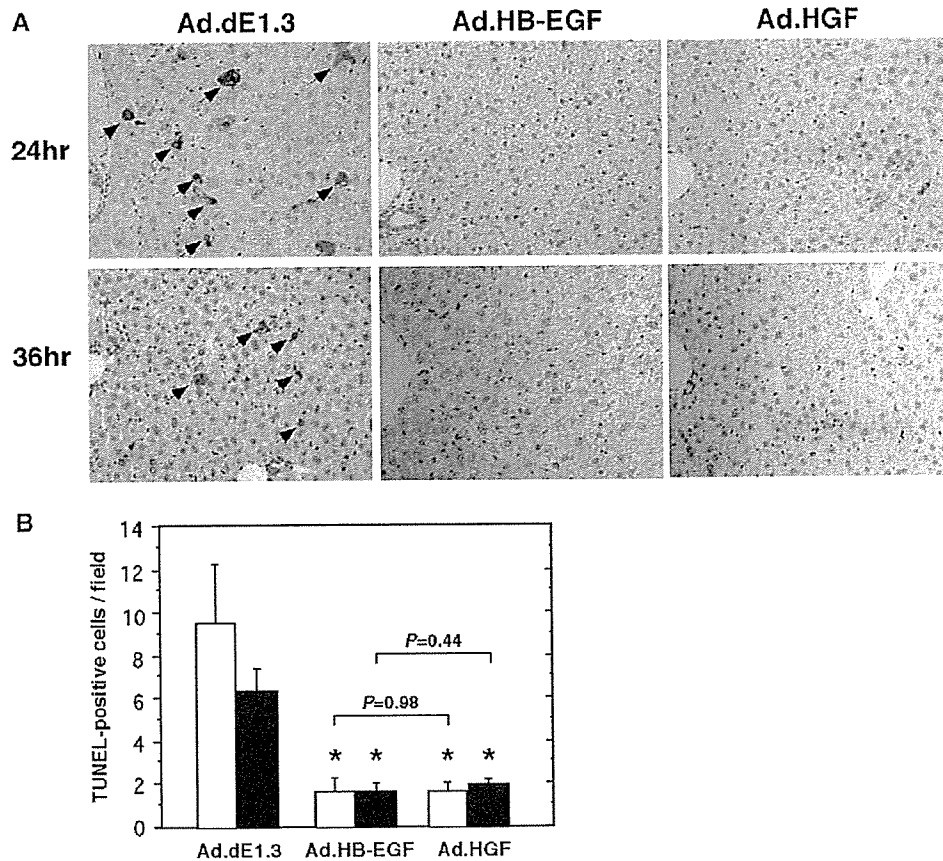 A
Ad.dE1.3 Ad.HB-EGF Ad.HGF
24hr
36hr
B
TUNEL-positive cells / field
14
12
10
8
6
4
2
0
P=0.44
P=0.98
* * * *
Ad.dE1.3 Ad.HB-EGF Ad.HGF